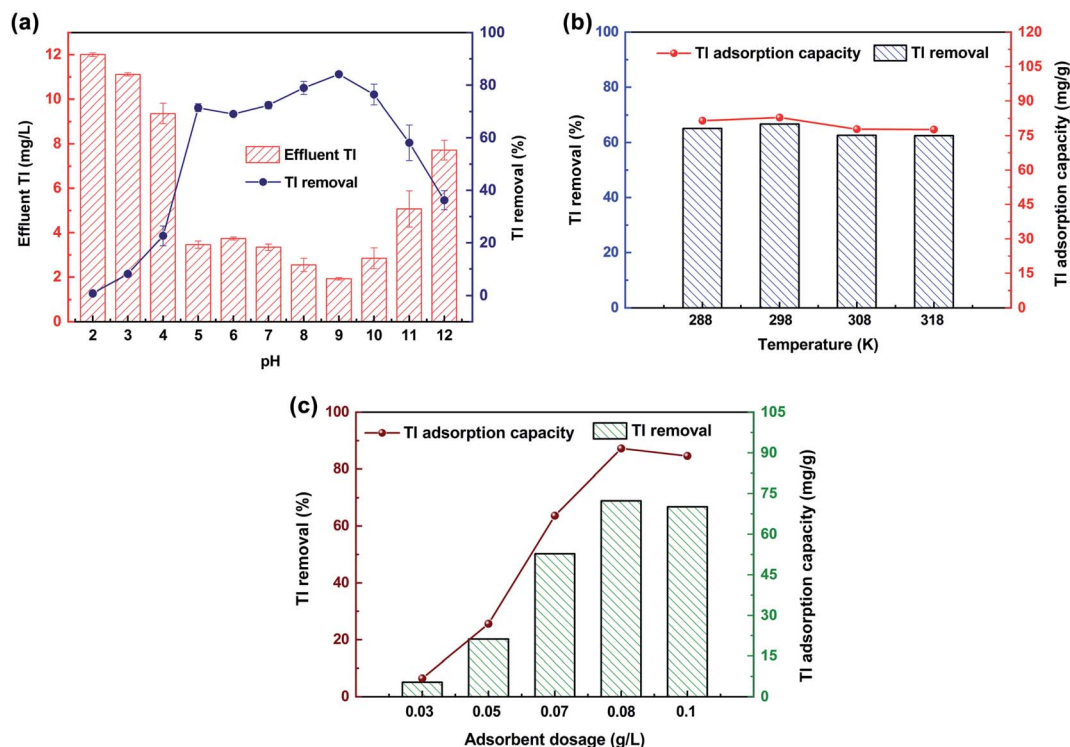 (a)
Effluent Tl (mg/L)
12
10
8
6
4
2
0
Effluent Tl
Tl removal
100
80
60
40
20
0
Tl removal (%)
2 3 4 5 6 7 8 9 10 11 12
pH
(b)
Tl removal (%)
100
80
60
40
20
0
Tl adsorption capacity Tl removal
120
105
90
75
60
45
30
15
0
Tl adsorption capacity (mg/g)
288 298 308 318
Temperature (K)
(c)
Tl removal (%)
100
80
60
40
20
0
Tl adsorption capacity Tl removal
105
90
75
60
45
30
15
0
Tl adsorption capacity (mg/g)
0.03 0.05 0.07 0.08 0.1
Adsorbent dosage (g/L)